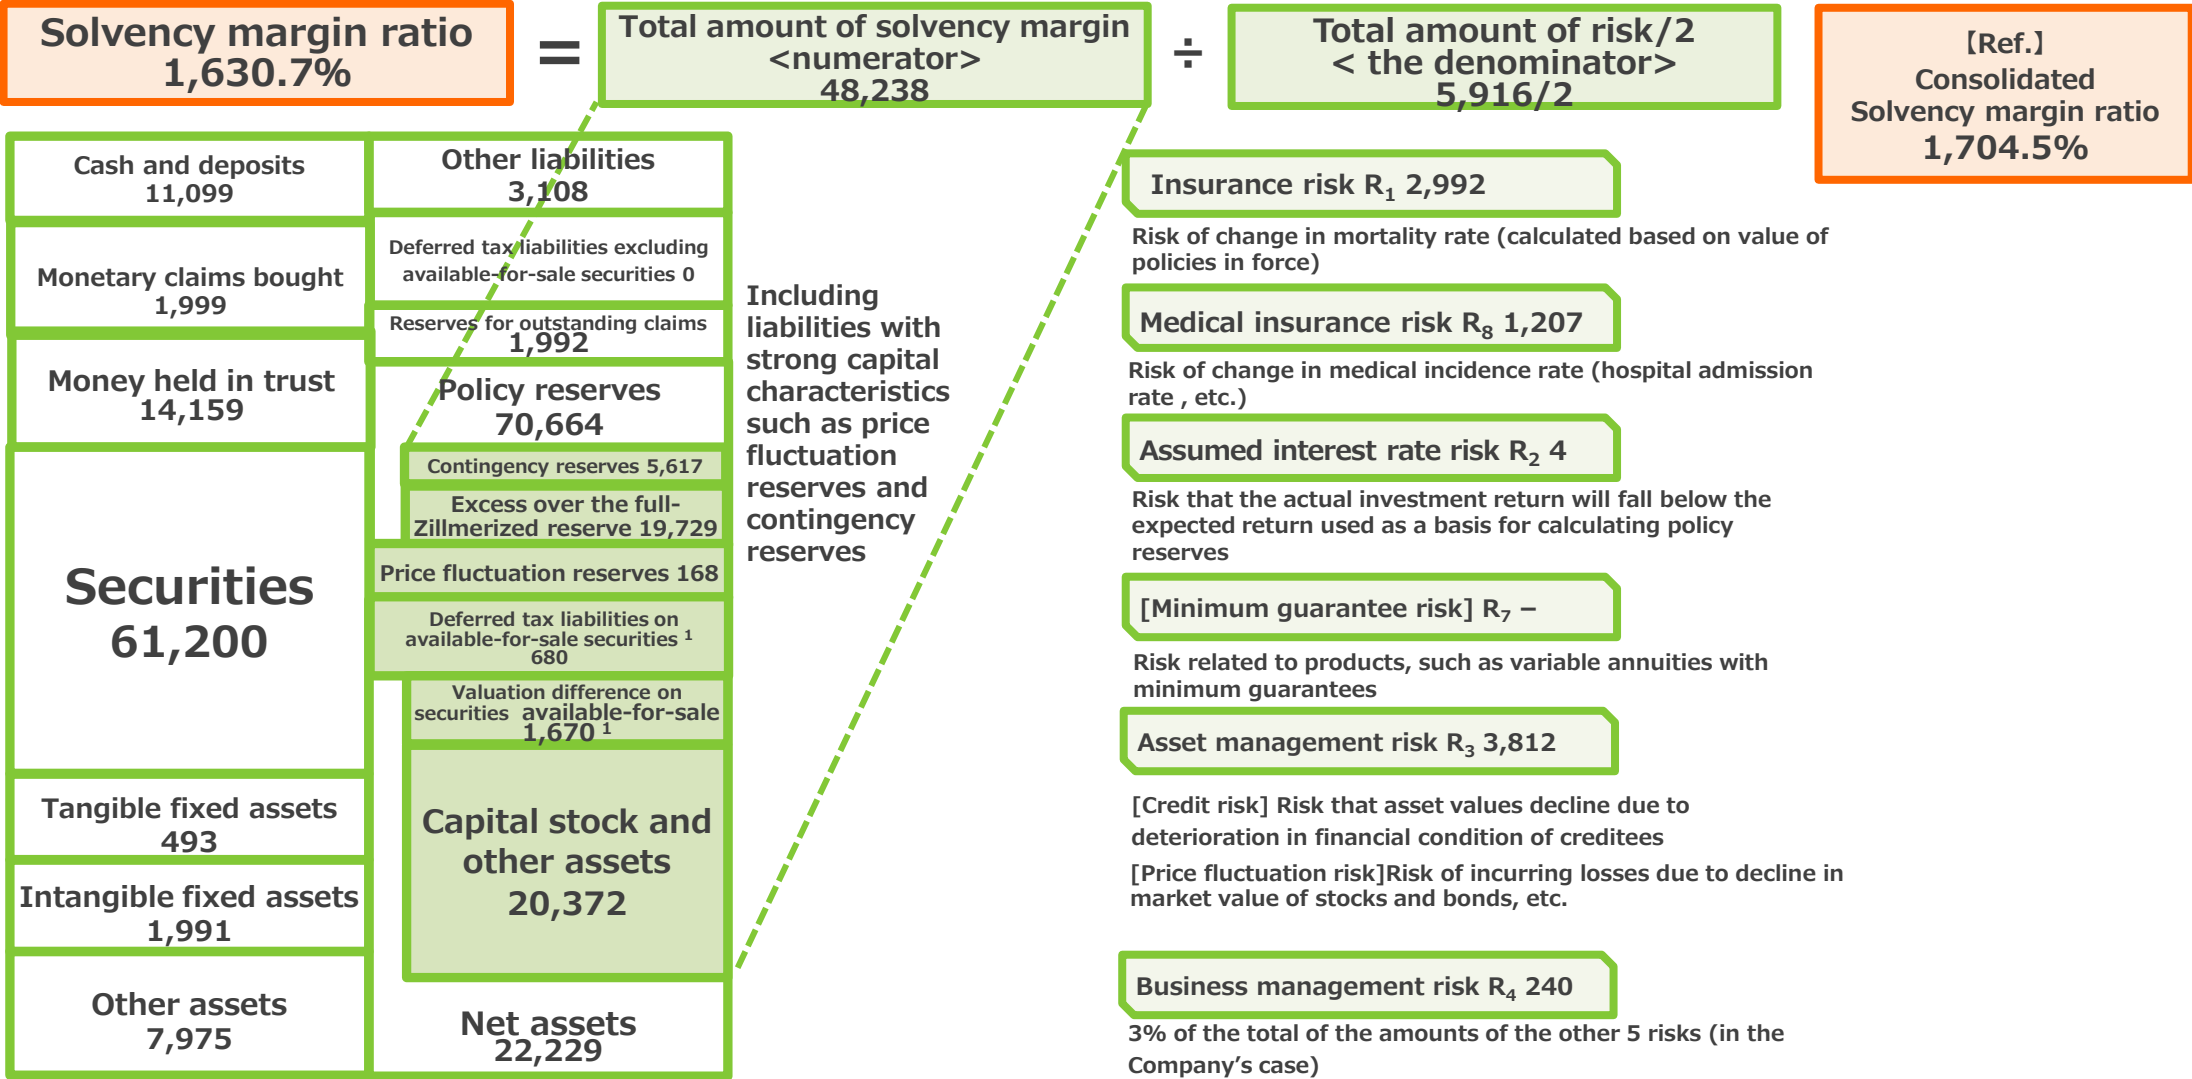 Solvency margin ratio
1,630.7%
=
Total amount of solvency margin
<numerator>
48,238
÷
Total amount of risk/2
< the denominator>
5,916/2
【Ref.】
Consolidated
Solvency margin ratio
1,704.5%
Cash and deposits
11,099
Monetary claims bought
1,999
Money held in trust
14,159
Securities
61,200
Tangible fixed assets
493
Intangible fixed assets
1,991
Other assets
7,975
Other liabilities
3,108
Deferred tax liabilities excluding
available-for-sale securities 0
Reserves for outstanding claims
1,992
Policy reserves
70,664
Contingency reserves 5,617
Excess over the full-
Zillmerized reserve 19,729
Price fluctuation reserves 168
Deferred tax liabilities on
available-for-sale securities 1
680
Valuation difference on
securities available-for-sale
1,670 1
Capital stock and
other assets
20,372
Net assets
22,229
Including
liabilities with
strong capital
characteristics
such as price
fluctuation
reserves and
contingency
reserves
Insurance risk R1 2,992
Risk of change in mortality rate (calculated based on value of
policies in force)
Medical insurance risk R8 1,207
Risk of change in medical incidence rate (hospital admission
rate , etc.)
Assumed interest rate risk R2 4
Risk that the actual investment return will fall below the
expected return used as a basis for calculating policy
reserves
[Minimum guarantee risk] R7 –
Risk related to products, such as variable annuities with
minimum guarantees
Asset management risk R3 3,812
[Credit risk] Risk that asset values decline due to
deterioration in financial condition of creditees
[Price fluctuation risk]Risk of incurring losses due to decline in
market value of stocks and bonds, etc.
Business management risk R4 240
3% of the total of the amounts of the other 5 risks (in the
Company’s case)